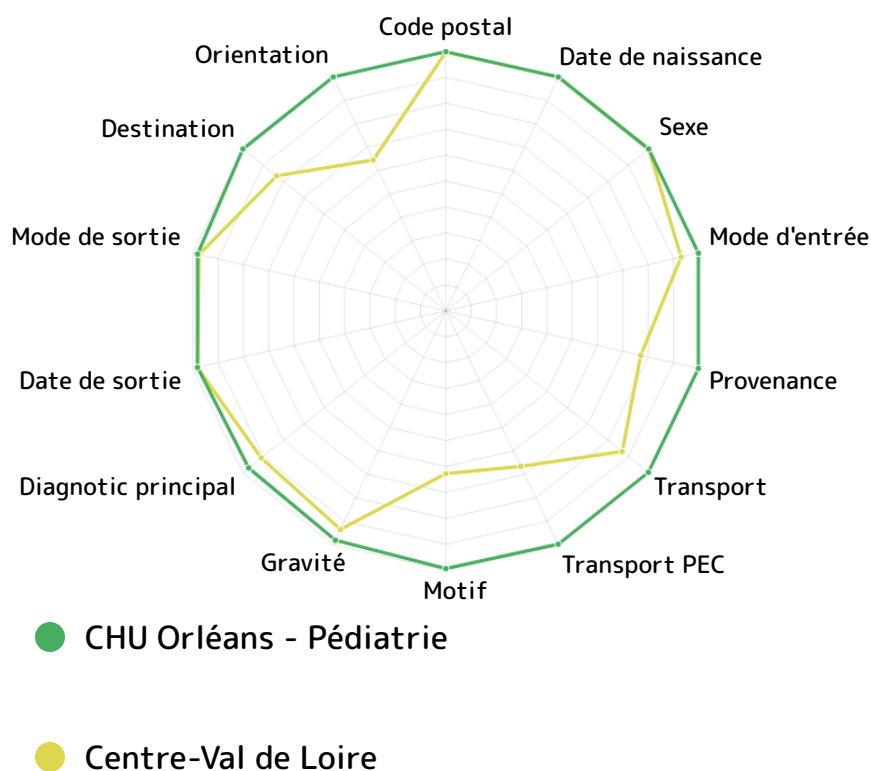 Code postal
Orientation
Date de naissance
Destination
Sexe
Mode de sortie
Mode d'entrée
Date de sortie
Provenance
Diagnotic principal
Transport
Gravité
Transport PEC
Motif
CHU Orléans - Pédiatrie
Centre-Val de Loire